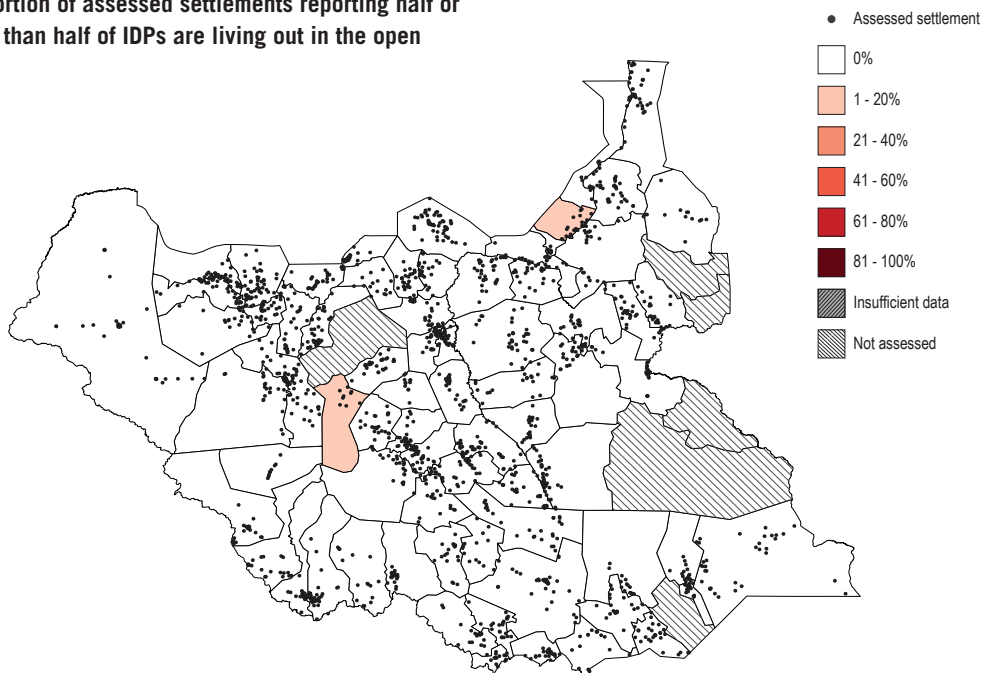 ortion of assessed settlements reporting half or
than half of IDPs are living out in the open
Assessed settlement
0%
1 - 20%
21 - 40%
41 - 60%
61 - 80%
81 - 100%
Insufficient data
Not assessed